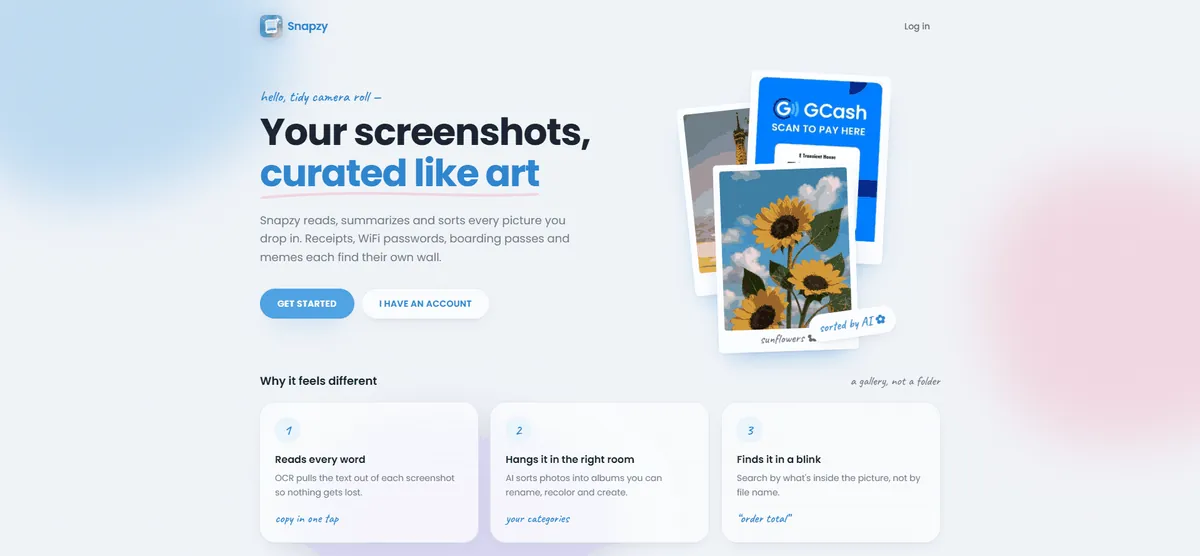 Snapzy
Log in
hello, tidy camera roll —
Your screenshots,
curated like art
Snapzy reads, summarizes and sorts every picture you
drop in. Receipts, WiFi passwords, boarding passes and
memes each find their own wall.
GET STARTED
I HAVE AN ACCOUNT
GCash
SCAN TO PAY HERE
Transient House
sunflowers
sorted by AI ✿
Why it feels different
a gallery, not a folder
1
Reads every word
OCR pulls the text out of each screenshot
so nothing gets lost.
copy in one tap
2
Hangs it in the right room
AI sorts photos into albums you can
rename, recolor and create.
your categories
3
Finds it in a blink
Search by what's inside the picture, not by
file name.
"order total"